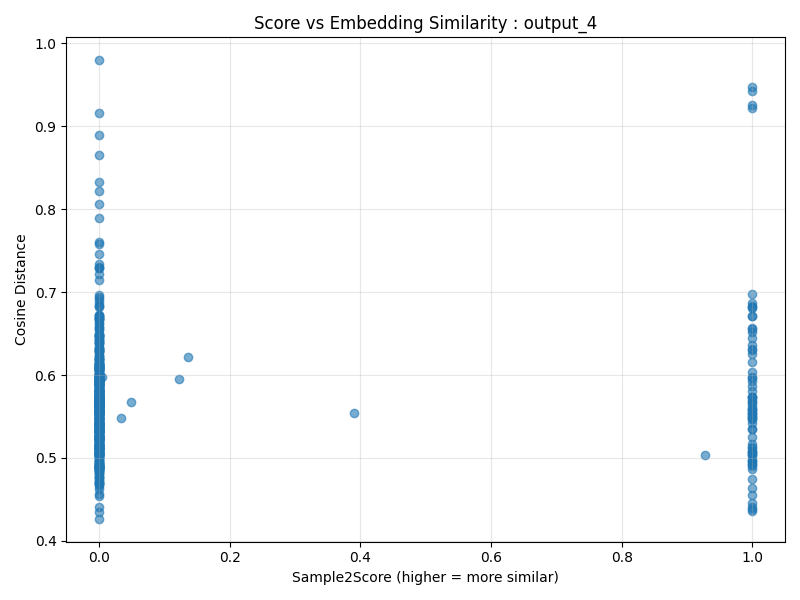 Score vs Embedding Similarity : output_4
Cosine Distance
1.0
0.9
0.8
0.7
0.6
0.5
0.4
0.0 0.2 0.4 0.6 0.8 1.0
Sample2Score (higher = more similar)